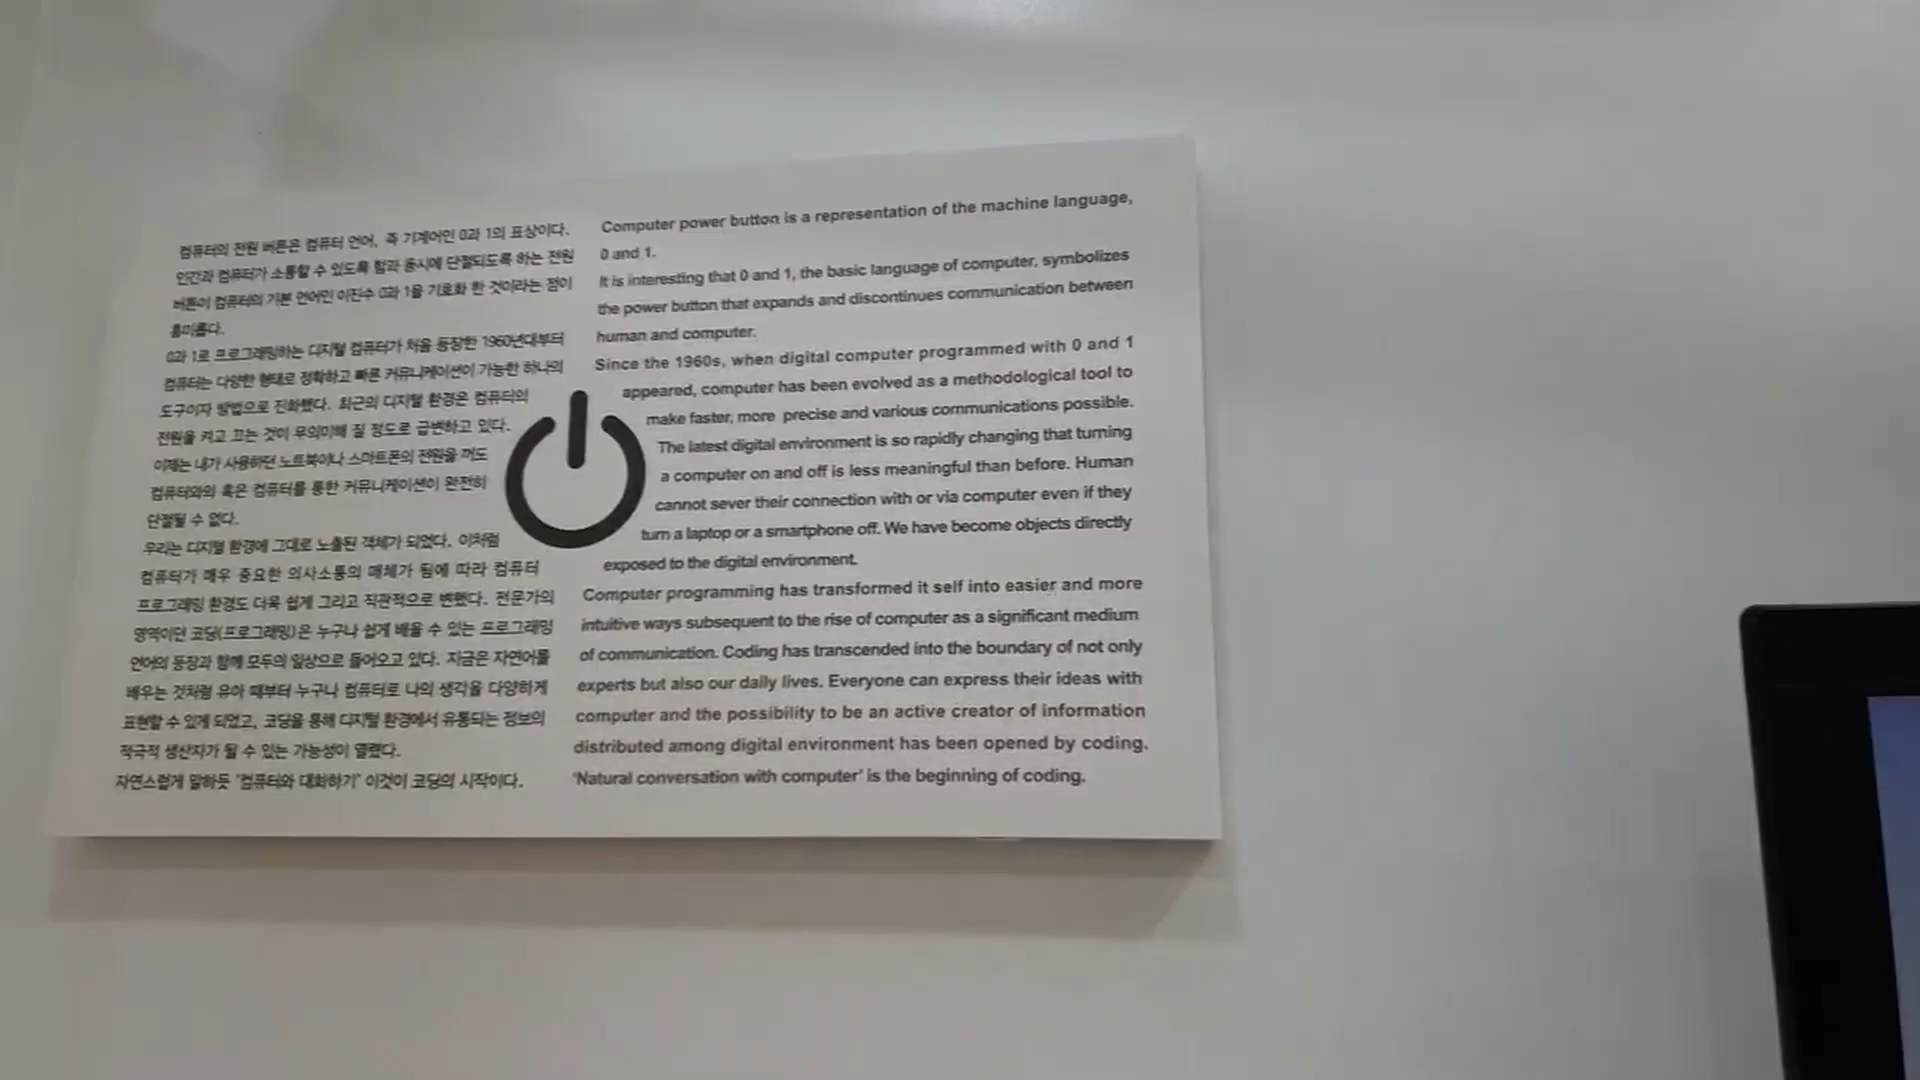 컴퓨터의 전원 버튼은 컴퓨터 언어, 즉 기계어인 0과 1의 표상이다.
인간과 컴퓨터가 소통할 수 있도록 함과 동시에 단절되도록 하는 전원
버튼이 컴퓨터의 기본 언어인 이진수 0과 1을 기호화 한 것이라는 점이
흥미롭다.
0과 1로 프로그래밍하는 디지털 컴퓨터가 처음 등장한 1960년대부터
컴퓨터는 다양한 형태로 정확하고 빠른 커뮤니케이션이 가능한 하나의
도구이자 방법으로 진화했다. 최근의 디지털 환경은 컴퓨터의
전원을 켜고 끄는 것이 무의미해 질 정도로 급변하고 있다.
이제는 내가 사용하던 노트북이나 스마트폰의 전원을 꺼도
컴퓨터와의 혹은 컴퓨터를 통한 커뮤니케이션이 완전히
단절될 수 없다.
우리는 디지털 환경에 그대로 노출된 객체가 되었다. 이처럼
컴퓨터가 매우 중요한 의사소통의 매체가 됨에 따라 컴퓨터
프로그래밍 환경도 더욱 쉽게 그리고 직관적으로 변했다. 전문가의
영역이던 코딩(프로그래밍)은 누구나 쉽게 배울 수 있는 프로그래밍
언어의 등장과 함께 모두의 일상으로 들어오고 있다. 지금은 자연어를
배우는 것처럼 유아 때부터 누구나 컴퓨터로 나의 생각을 다양하게
표현할 수 있게 되었고, 코딩을 통해 디지털 환경에서 유통되는 정보의
적극적 생산자가 될 수 있는 가능성이 열렸다.
자연스럽게 말하듯 '컴퓨터와 대화하기' 이것이 코딩의 시작이다.
Computer power button is a representation of the machine language,
0 and 1.
It is interesting that 0 and 1, the basic language of computer, symbolizes
the power button that expands and discontinues communication between
human and computer.
Since the 1960s, when digital computer programmed with 0 and 1
appeared, computer has been evolved as a methodological tool to
make faster, more precise and various communications possible.
The latest digital environment is so rapidly changing that turning
a computer on and off is less meaningful than before. Human
cannot sever their connection with or via computer even if they
turn a laptop or a smartphone off. We have become objects directly
exposed to the digital environment.
Computer programming has transformed it self into easier and more
intuitive ways subsequent to the rise of computer as a significant medium
of communication. Coding has transcended into the boundary of not only
experts but also our daily lives. Everyone can express their ideas with
computer and the possibility to be an active creator of information
distributed among digital environment has been opened by coding.
'Natural conversation with computer' is the beginning of coding.